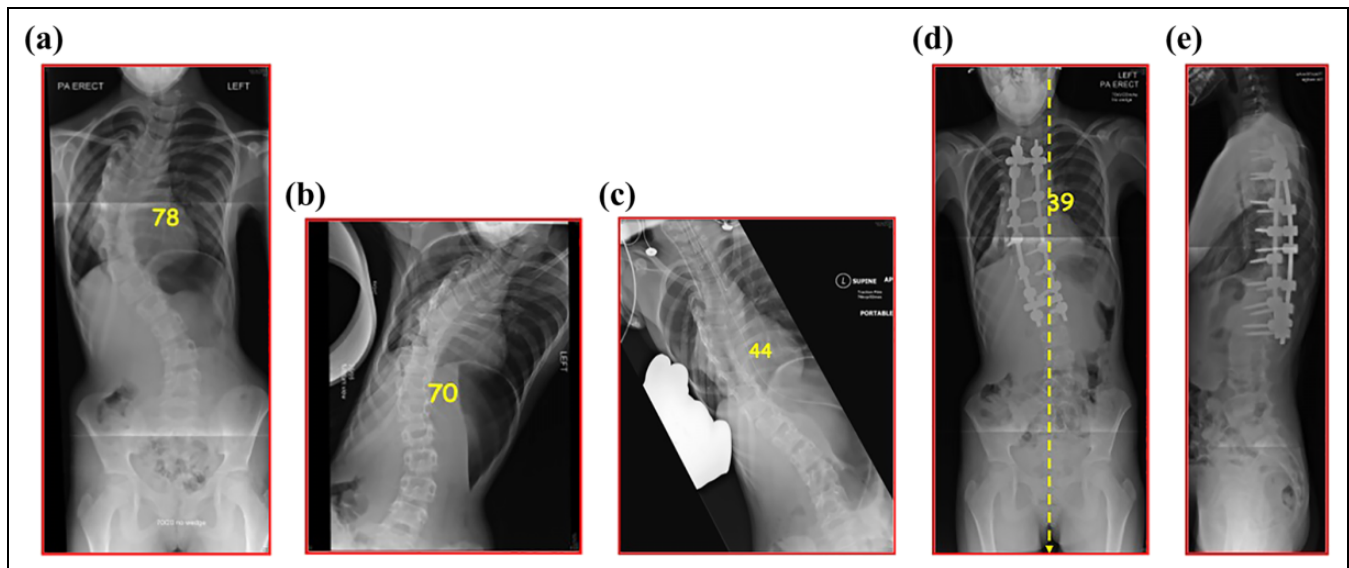 (a)
PA ERECT LEFT
78
(b)
70
LEFT
(c)
L SUPINE AP
PORTABLE
44
(d)
LEFT
PA ERECT
39
(e)